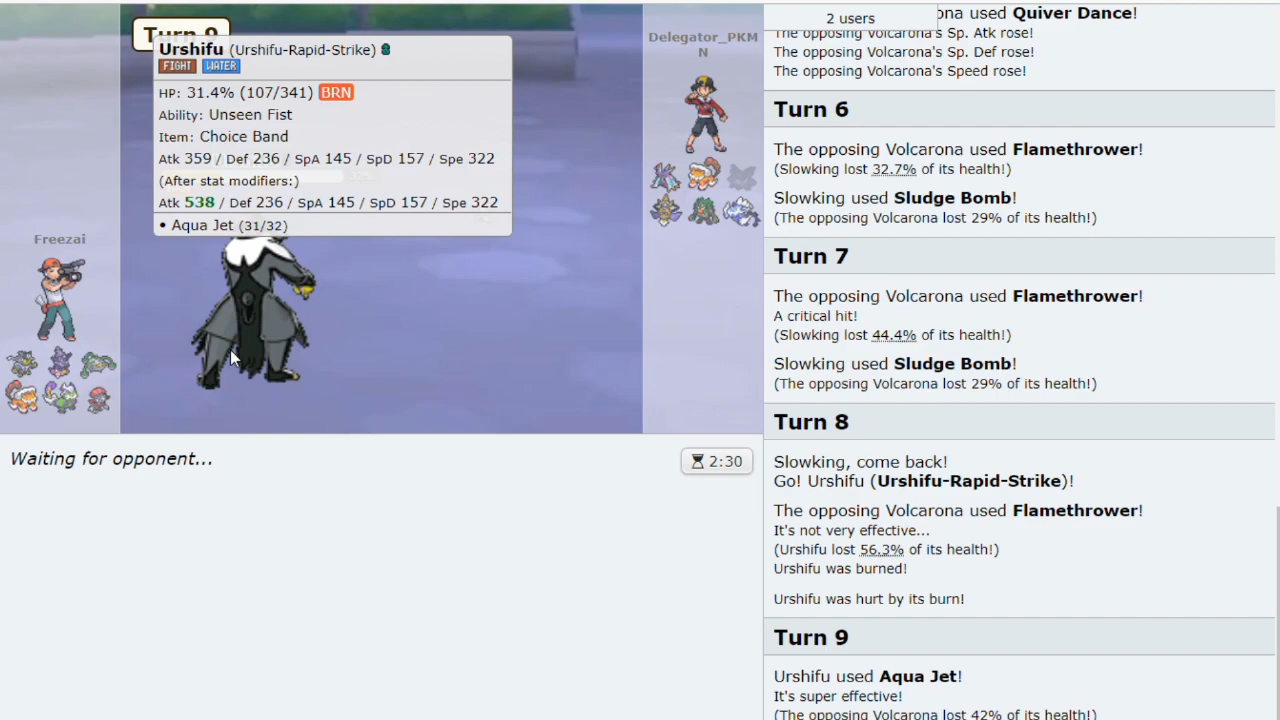 Turn 9
Urshifu (Urshifu-Rapid-Strike)
FIGHT WATER
HP: 31.4% (107/341) BRN
Ability: Unseen Fist
Item: Choice Band
Atk 359 / Def 236 / SpA 145 / SpD 157 / Spe 322
(After stat modifiers:)
Atk 538 / Def 236 / SpA 145 / SpD 157 / Spe 322
• Aqua Jet (31/32)
Freezai
Delegator_PKM
N
Waiting for opponent...
2:30
2 users
ona used Quiver Dance!
The opposing Volcarona's Sp. Atk rose!
The opposing Volcarona's Sp. Def rose!
The opposing Volcarona's Speed rose!
Turn 6
The opposing Volcarona used Flamethrower!
(Slowking lost 32.7% of its health!)
Slowking used Sludge Bomb!
(The opposing Volcarona lost 29% of its health!)
Turn 7
The opposing Volcarona used Flamethrower!
A critical hit!
(Slowking lost 44.4% of its health!)
Slowking used Sludge Bomb!
(The opposing Volcarona lost 29% of its health!)
Turn 8
Slowking, come back!
Go! Urshifu (Urshifu-Rapid-Strike)!
The opposing Volcarona used Flamethrower!
It's not very effective...
(Urshifu lost 56.3% of its health!)
Urshifu was burned!
Urshifu was hurt by its burn!
Turn 9
Urshifu used Aqua Jet!
It's super effective!
(The opposing Volcarona lost 42% of its health!)